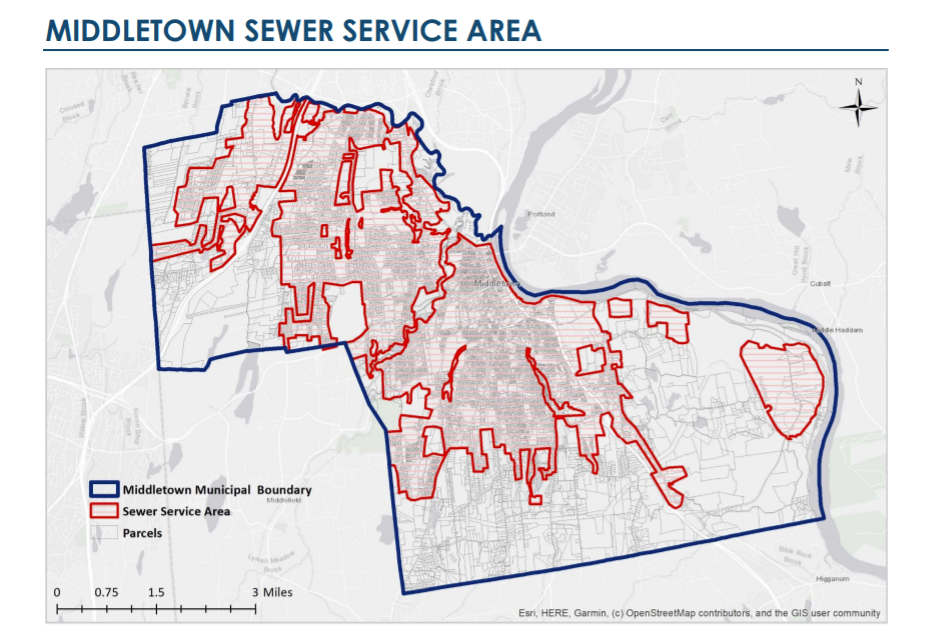 MIDDLETOWN SEWER SERVICE AREA
N
Portland
Cobalt
Middle Haddam
Middletown Municipal Boundary
Sewer Service Area
Middlefield
Parcels
Higganum
0 0.75 1.5 3 Miles
Esri, HERE, Garmin, (c) OpenStreetMap contributors, and the GIS user community